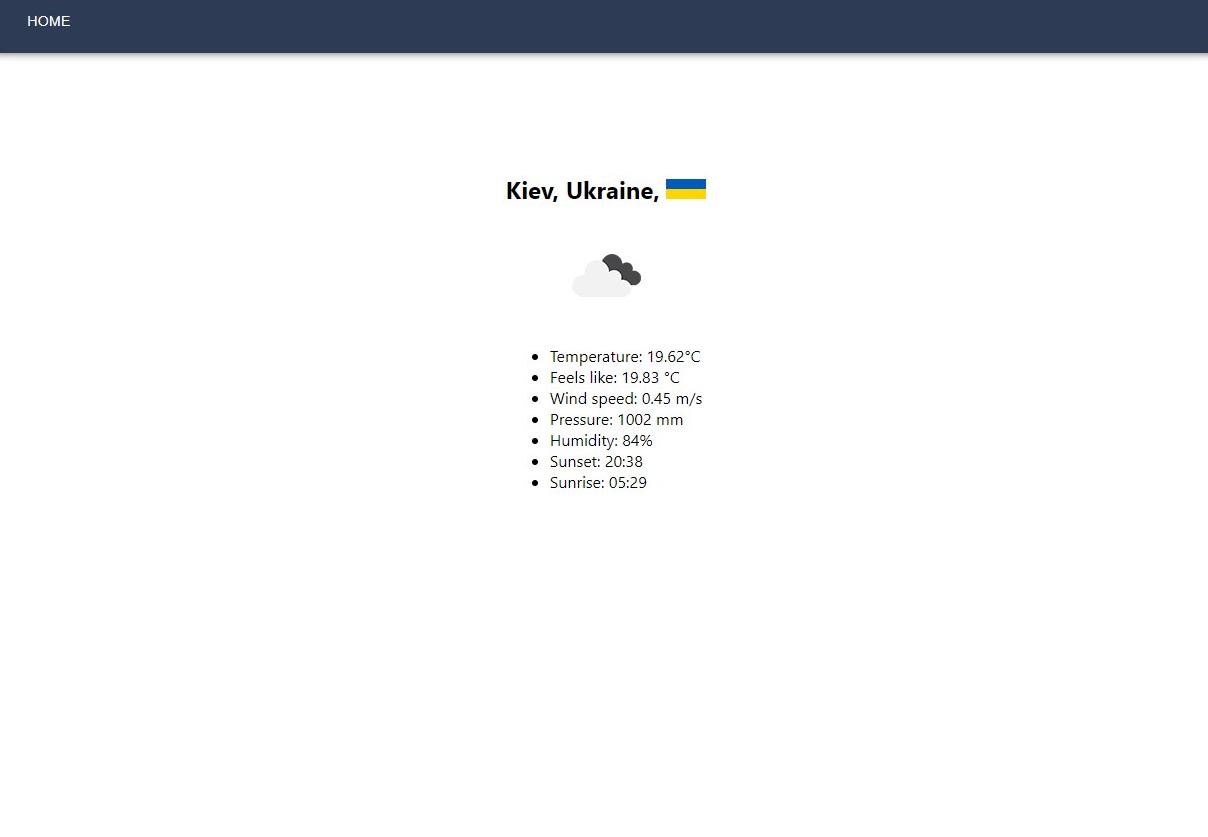 HOME
Kiev, Ukraine,
Temperature: 19.62°C
Feels like: 19.83 °C
Wind speed: 0.45 m/s
Pressure: 1002 mm
Humidity: 84%
Sunset: 20:38
Sunrise: 05:29